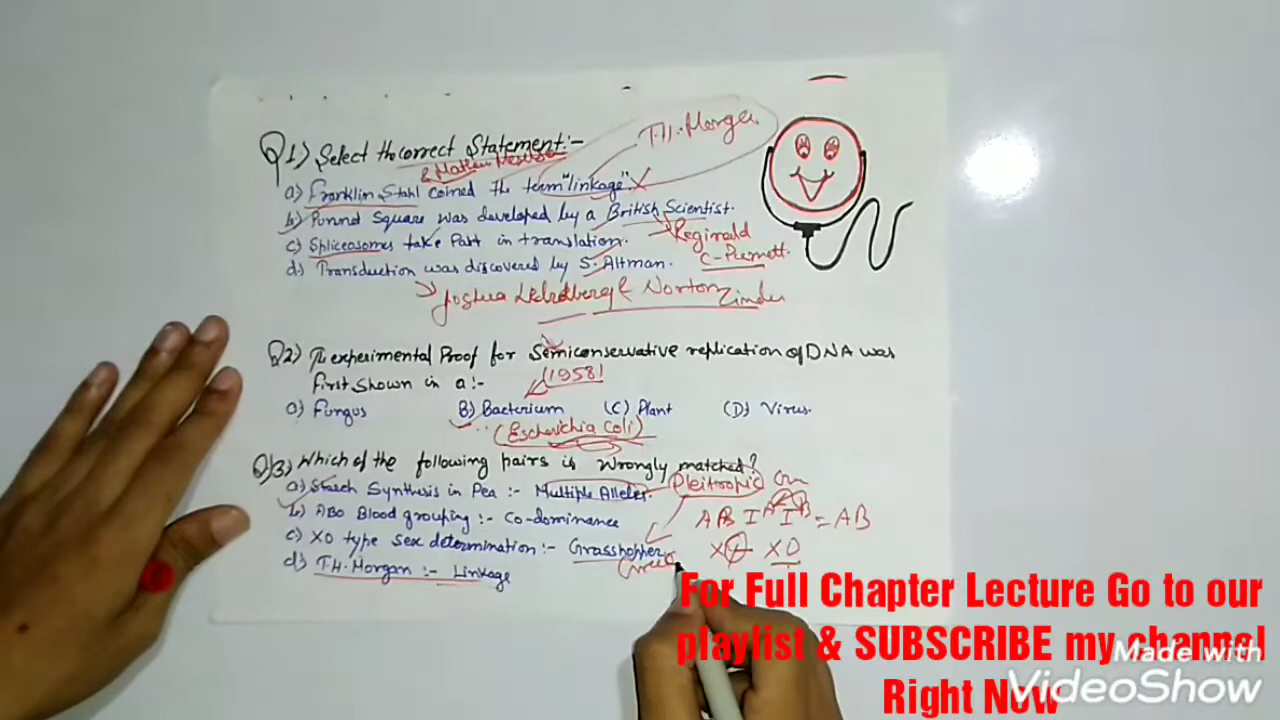 Q1) Select the correct Statement:-
T.H. Morgan
a) Franklin Stahl coined the term "linkage". X
b) Punnet Square was developed by a British Scientist.
Reginald
C-Punnett.
c) Spliceosomes take Part in translation.
d) Transduction was discovered by S. Altman.
Joshua & Norton Zinder
Q2) The experimental Proof for Semiconservative replication of DNA was
first shown in a:-
(1958)
a) Fungus B) Bacterium (C) Plant (D) Virus.
(Escherichia Coli)
Q3) Which of the following pairs is wrongly matched?
a) Starch Synthesis in Pea :- Multiple Alleles. Pleitropic
b) ABO Blood grouping :- Co-dominance
AB I^A I^B = AB
c) XO type sex determination :- Grasshopper
XO
d) T.H. Morgan :- Linkage
For Full Chapter Lecture Go to our
playlist & SUBSCRIBE my channel
Right Now
Made with
VideoShow